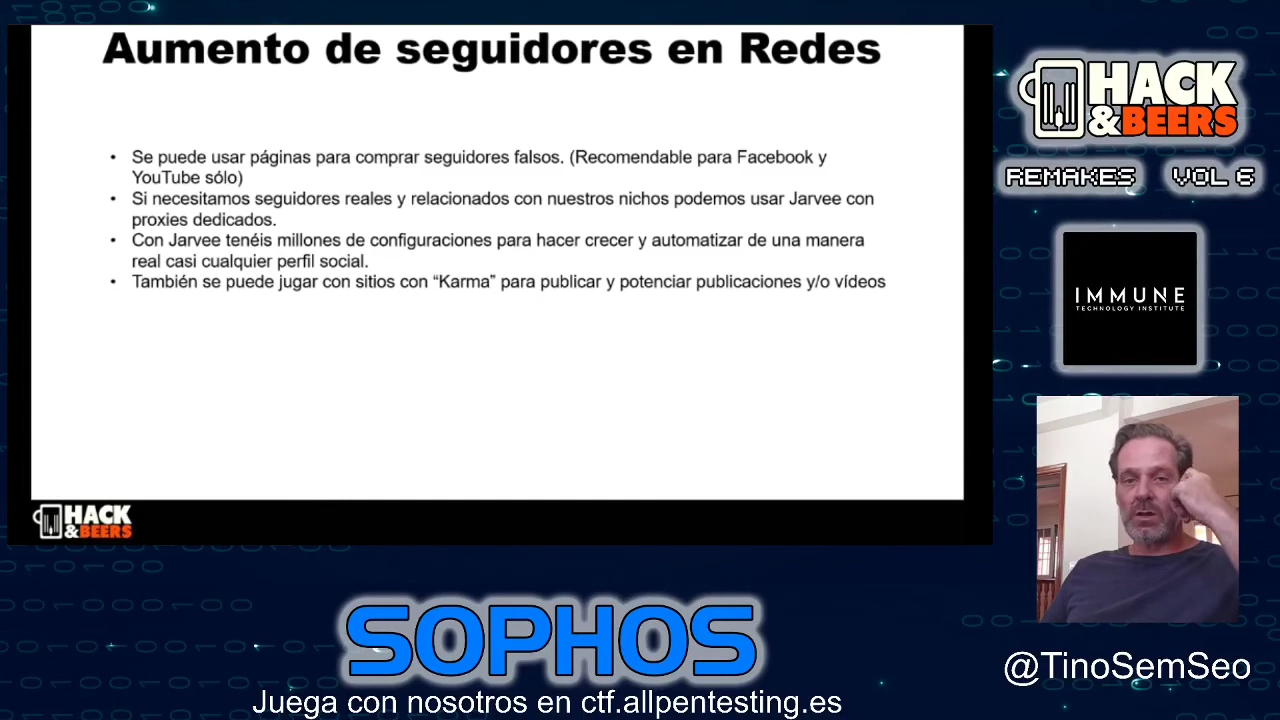 Aumento de seguidores en Redes
• Se puede usar páginas para comprar seguidores falsos. (Recomendable para Facebook y
YouTube sólo)
• Si necesitamos seguidores reales y relacionados con nuestros nichos podemos usar Jarvee con
proxies dedicados.
• Con Jarvee tenéis millones de configuraciones para hacer crecer y automatizar de una manera
real casi cualquier perfil social.
• También se puede jugar con sitios con “Karma” para publicar y potenciar publicaciones y/o vídeos
HACK
&BEERS
HACK
&BEERS
REMAKES VOL 6
IMMUNE
TECHNOLOGY INSTITUTE
@TinoSemSeo
SOPHOS
Juega con nosotros en ctf.allpentesting.es